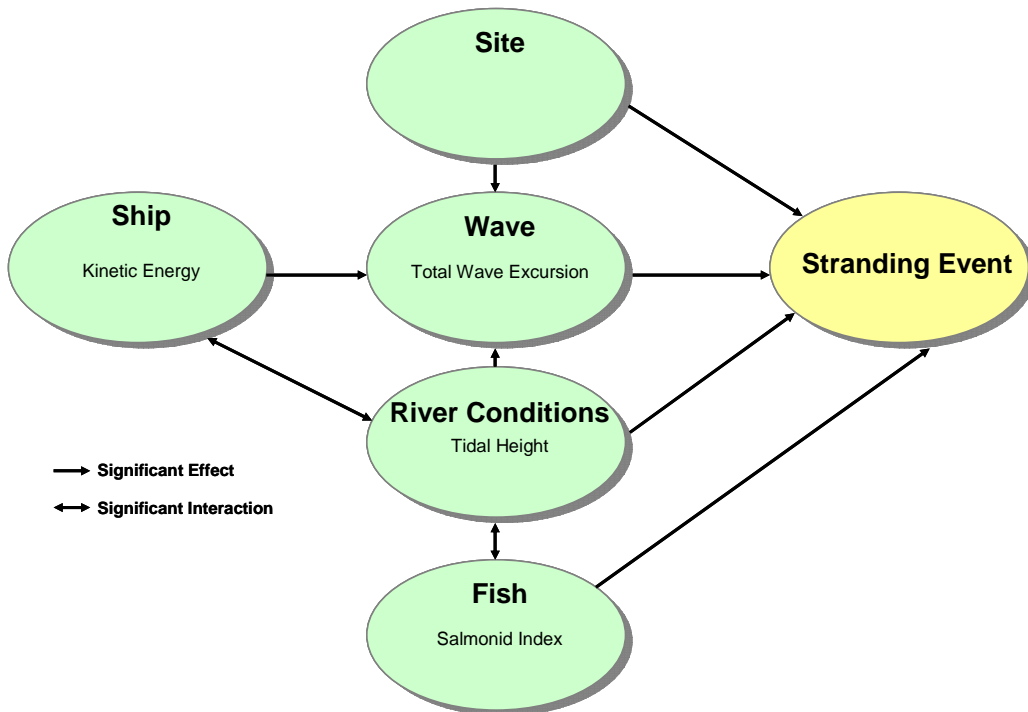 Site
Ship
Kinetic Energy
Wave
Total Wave Excursion
Stranding Event
River Conditions
Tidal Height
Significant Effect
Significant Interaction
Fish
Salmonid Index